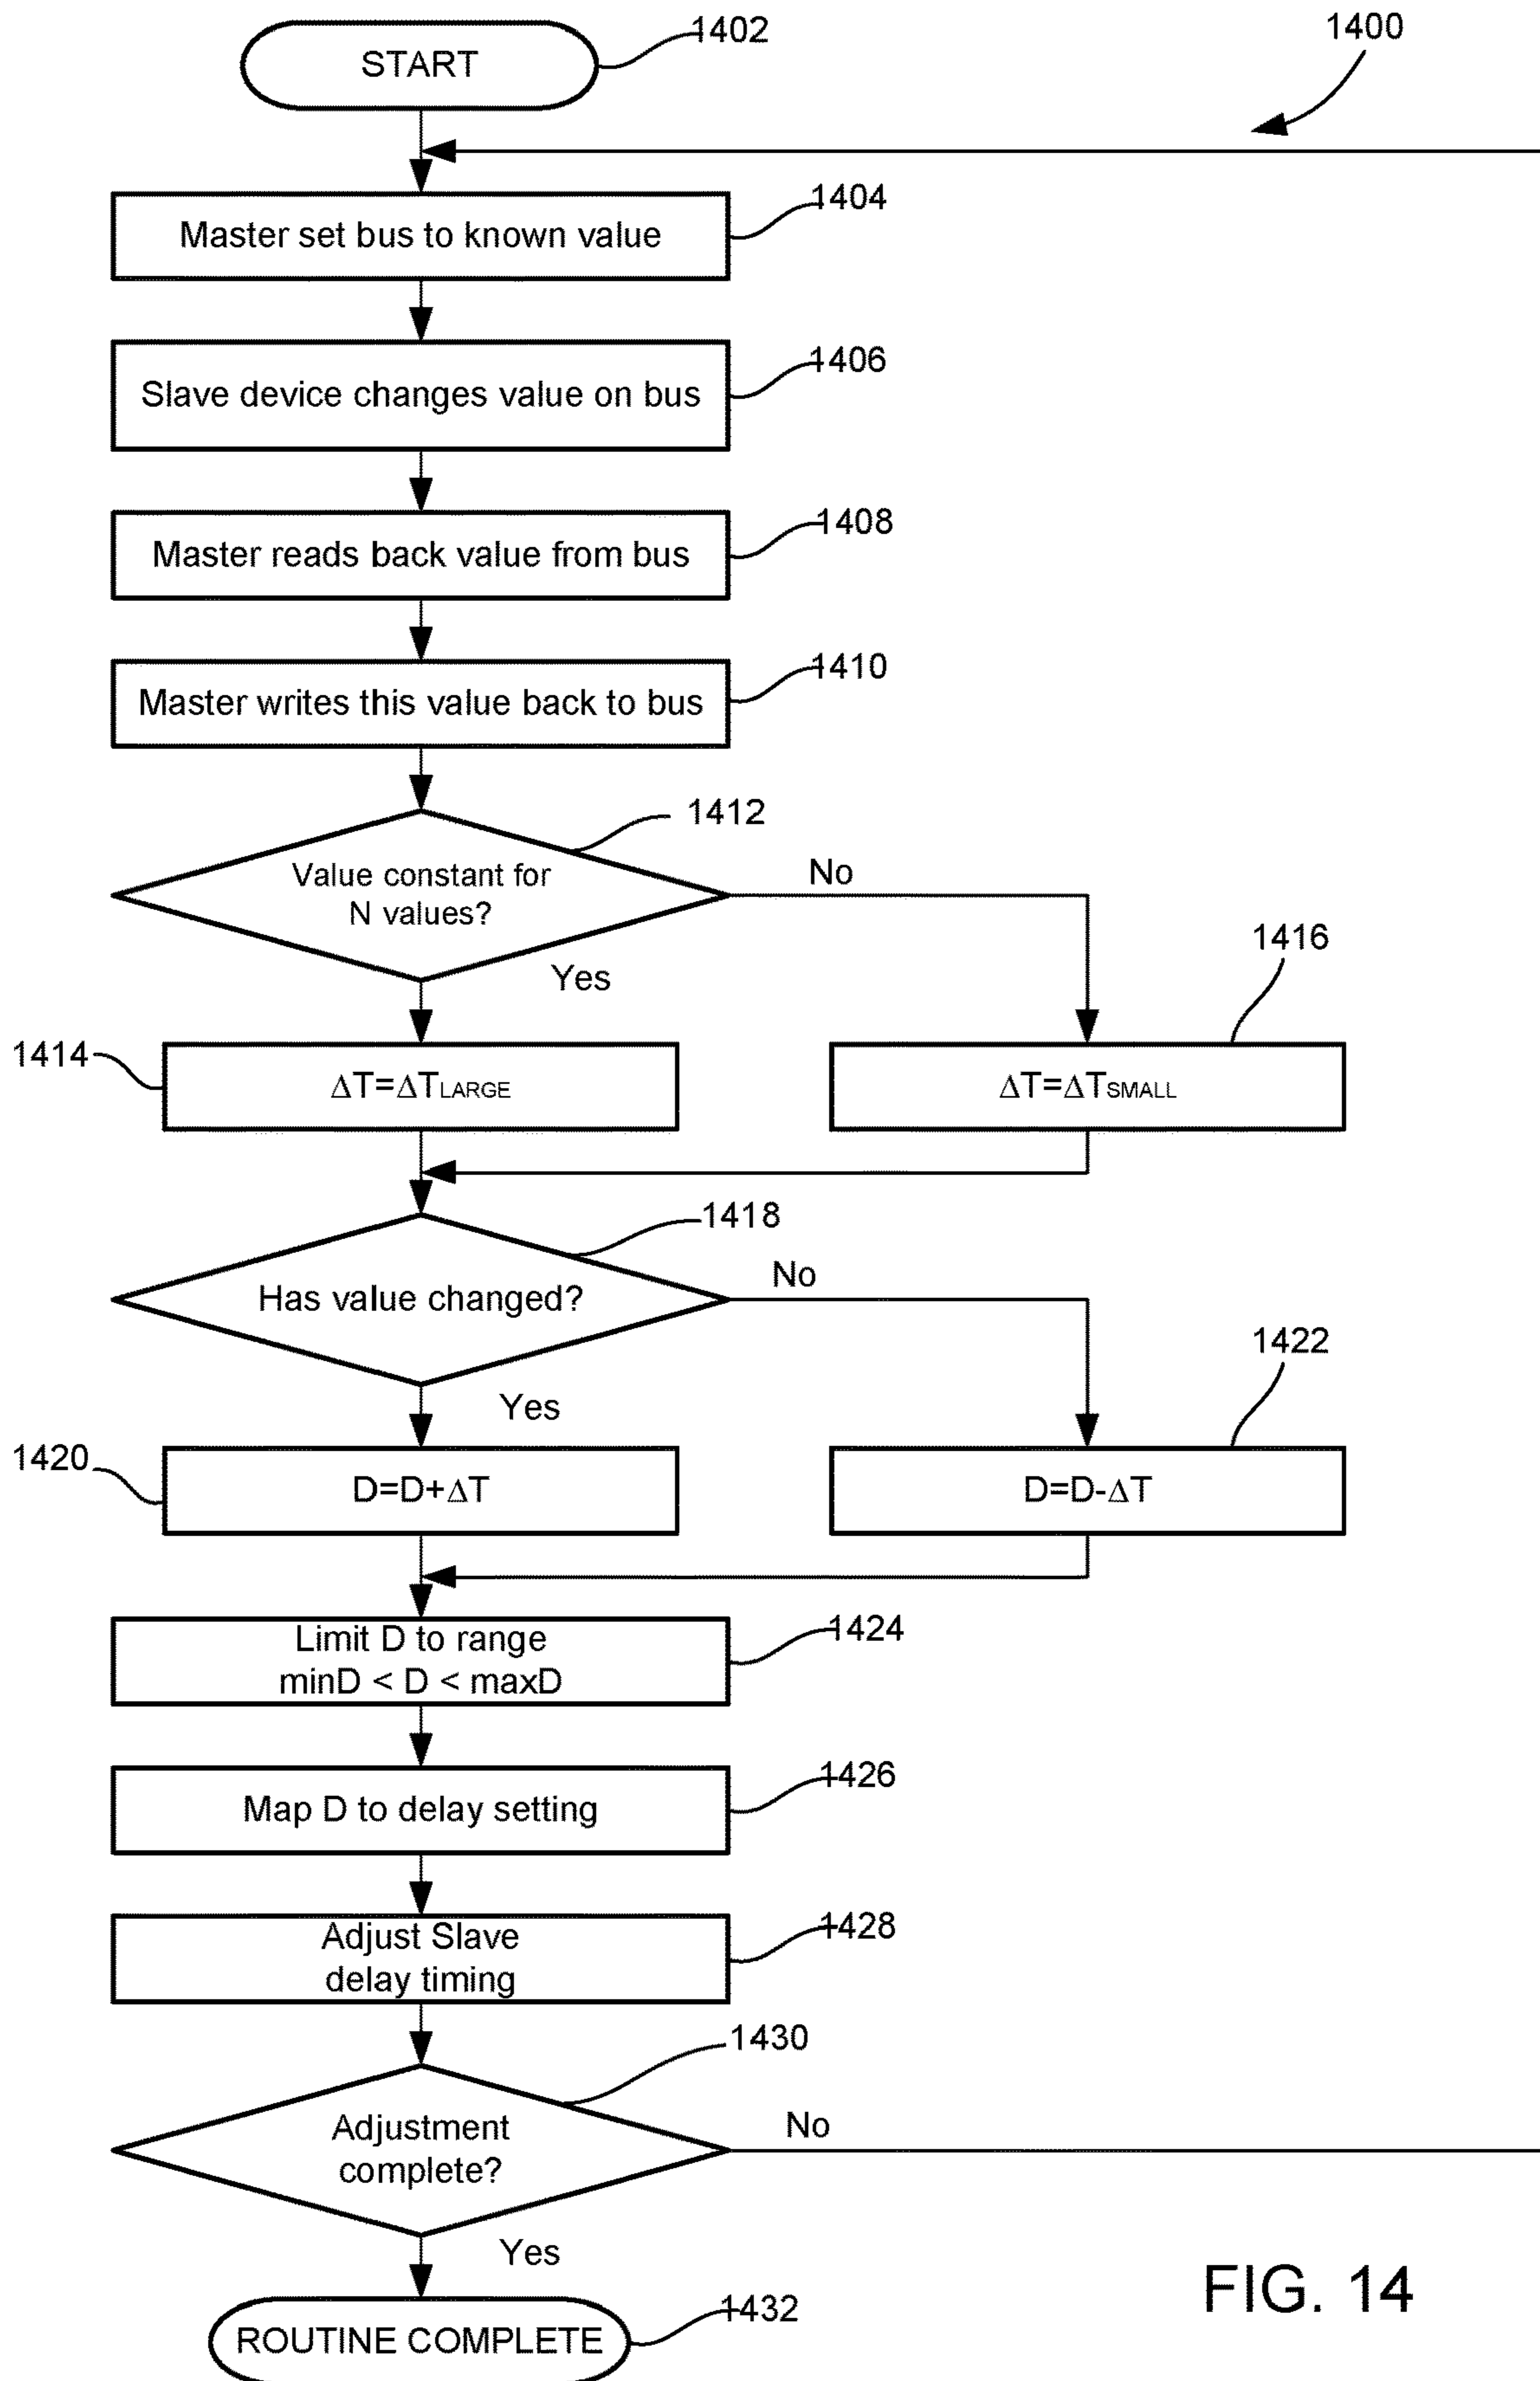 START
1402
1400
Master set bus to known value
1404
Slave device changes value on bus
1406
Master reads back value from bus
1408
Master writes this value back to bus
1410
1412
Value constant for
N values?
No
Yes
1416
1414
ΔT=ΔTLARGE
ΔT=ΔTSMALL
1418
Has value changed?
No
Yes
1422
1420
D=D+ΔT
D=D-ΔT
Limit D to range
minD < D < maxD
1424
Map D to delay setting
1426
Adjust Slave
delay timing
1428
1430
Adjustment
complete?
No
Yes
ROUTINE COMPLETE
1432
FIG. 14